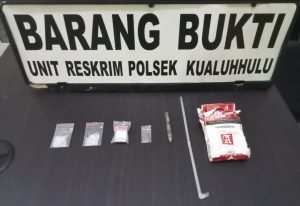 BARANG BUKTI
UNIT RESKRIM POLSEK KUALUHHULU